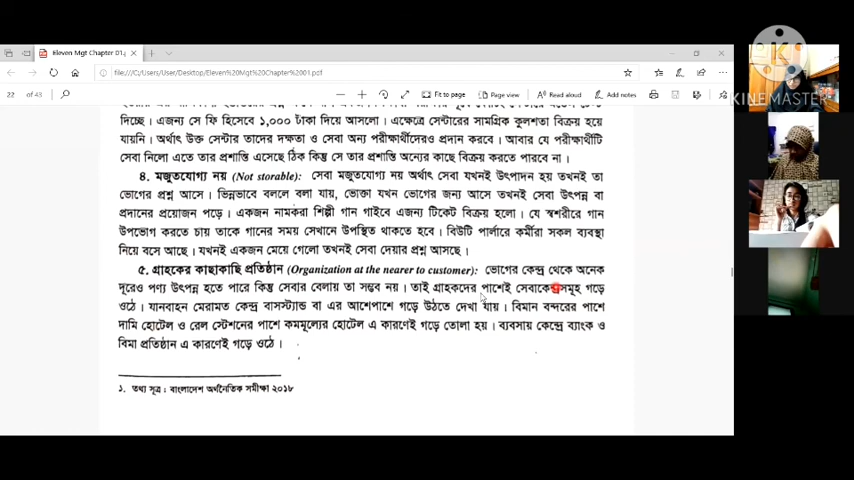 Eleven Mgt Chapter 01.p
file:///C:/Users/User/Desktop/Eleven%20Mgt%20Chapter%2001.pdf
22 of 43
Fit to page
Page view
Read aloud
Add notes
KINEMASTER
দিচ্ছে। এজন্য সে ফি হিসেবে ১,০০০ টাকা দিয়ে আসলো। এক্ষেত্রে সেন্টারের সামগ্রিক কুলশতা বিক্রয় হয়ে
যায়নি। অর্থাৎ উক্ত সেন্টার তাদের দক্ষতা ও সেবা অন্য পরীক্ষার্থীদেরও প্রদান করবে। আবার যে পরীক্ষার্থীটি
সেবা নিলো এতে তার প্রশান্তি এসেছে ঠিক কিন্তু সে তার প্রশান্তি অন্যের কাছে বিক্রয় করতে পারবে না।
৪. মজুতযোগ্য নয় (Not storable): সেবা মজুতযোগ্য নয় অর্থাৎ সেবা যখনই উৎপাদন হয় তখনই তা
ভোগের প্রশ্ন আসে। ভিন্নভাবে বললে বলা যায়, ভোক্তা যখন ভোগের জন্য আসে তখনই সেবা উৎপন্ন বা
প্রদানের প্রয়োজন পড়ে। একজন নামকরা শিল্পী গান গাইবে এজন্য টিকেট বিক্রয় হলো। যে স্বশরীরে গান
উপভোগ করতে চায় তাকে গানের সময় সেখানে উপস্থিত থাকতে হবে। বিউটি পার্লারে কর্মীরা সকল ব্যবস্থা
নিয়ে বসে আছে। যখনই একজন মেয়ে গেলো তখনই সেবা দেয়ার প্রশ্ন আসছে।
৫. গ্রাহকের কাছাকাছি প্রতিষ্ঠান (Organization at the nearer to customer): ভোগের কেন্দ্র থেকে অনেক
দূরেও পণ্য উৎপন্ন হতে পারে কিন্তু সেবার বেলায় তা সম্ভব নয়। তাই গ্রাহকদের পাশেই সেবাকেন্দ্রসমূহ গড়ে
ওঠে। যানবাহন মেরামত কেন্দ্র বাসস্ট্যান্ড বা এর আশেপাশে গড়ে উঠতে দেখা যায়। বিমান বন্দরের পাশে
দামি হোটেল ও রেল স্টেশনের পাশে কমমূল্যের হোটেল এ কারণেই গড়ে তোলা হয়। ব্যবসায় কেন্দ্রে ব্যাংক ও
বিমা প্রতিষ্ঠান এ কারণেই গড়ে ওঠে।
১. তথ্য সূত্র : বাংলাদেশ অর্থনৈতিক সমীক্ষা ২০১৮